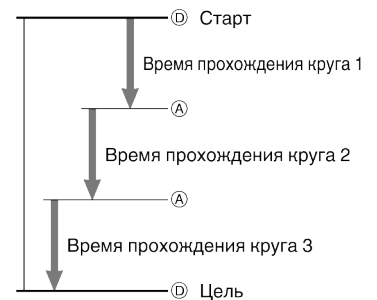 Ⓓ Старт
Время прохождения круга 1
Ⓐ
Время прохождения круга 2
Ⓐ
Время прохождения круга 3
Ⓓ Цель